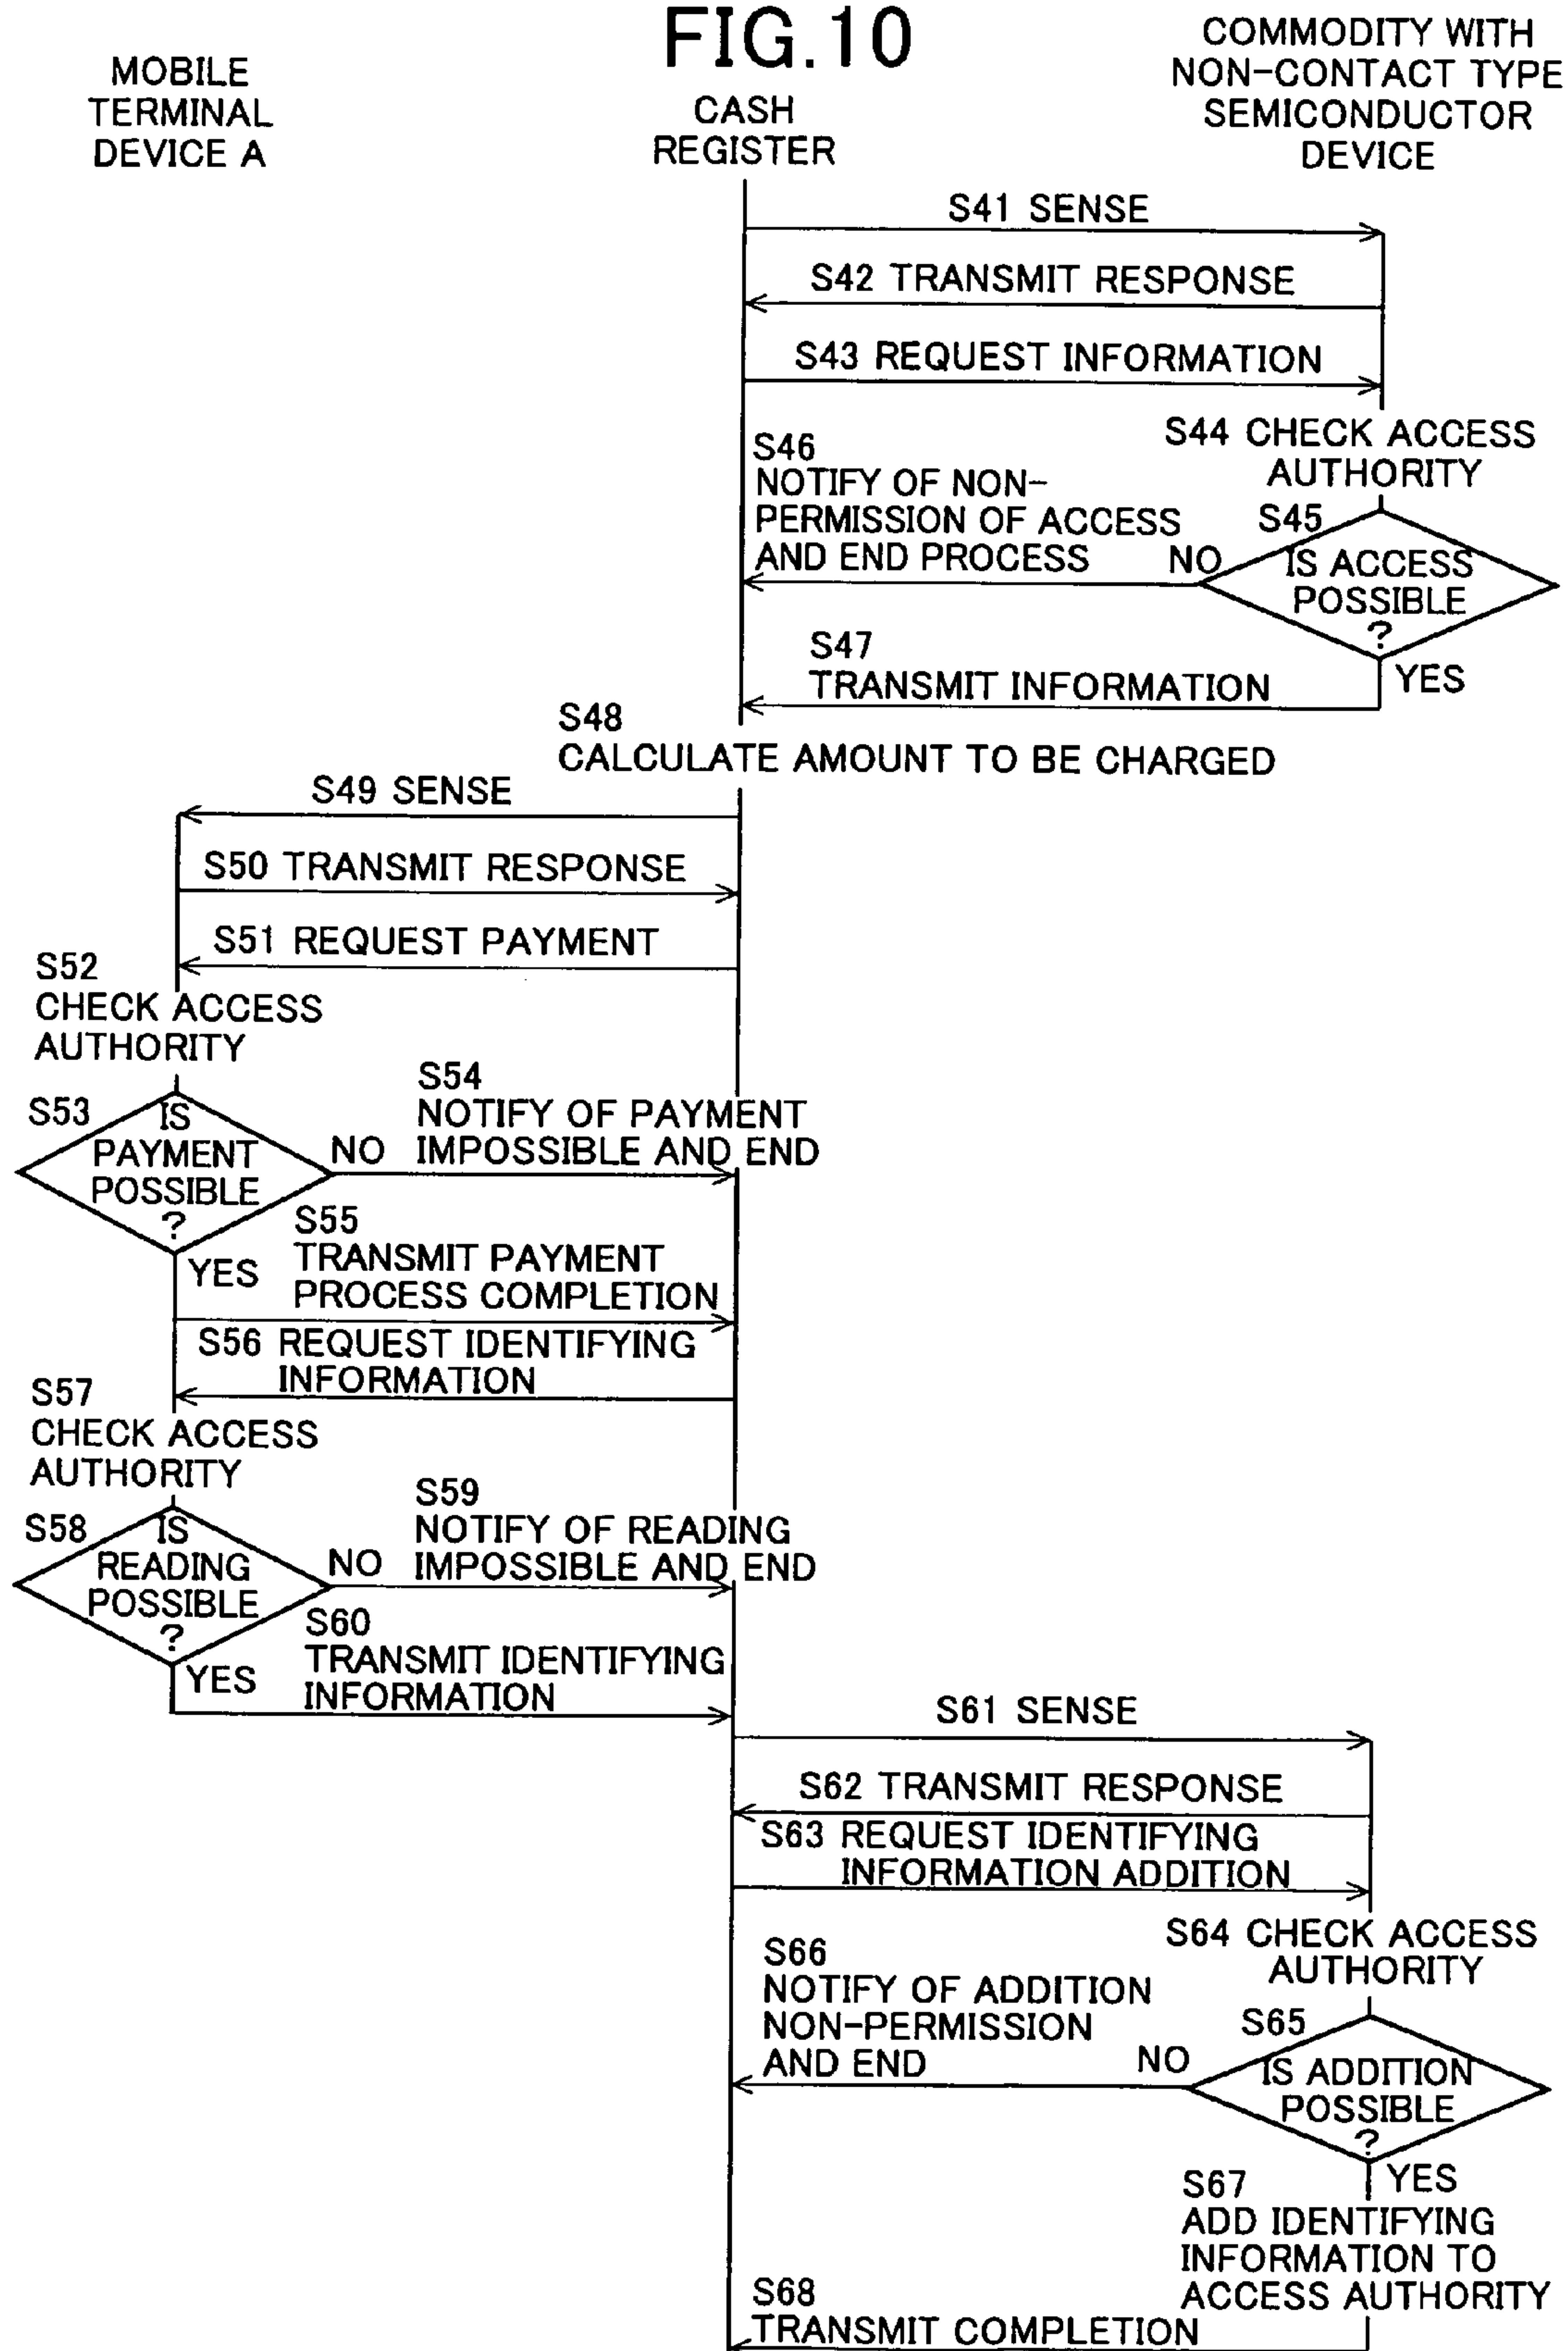 FIG.10
MOBILE
TERMINAL
DEVICE A
CASH
REGISTER
COMMODITY WITH
NON-CONTACT TYPE
SEMICONDUCTOR
DEVICE
S41 SENSE
S42 TRANSMIT RESPONSE
S43 REQUEST INFORMATION
S44 CHECK ACCESS
AUTHORITY
S45
IS ACCESS
POSSIBLE
?
NO
S46
NOTIFY OF NON-
PERMISSION OF ACCESS
AND END PROCESS
YES
S47
TRANSMIT INFORMATION
S48
CALCULATE AMOUNT TO BE CHARGED
S49 SENSE
S50 TRANSMIT RESPONSE
S51 REQUEST PAYMENT
S52
CHECK ACCESS
AUTHORITY
S53
IS
PAYMENT
POSSIBLE
?
NO
S54
NOTIFY OF PAYMENT
IMPOSSIBLE AND END
YES
S55
TRANSMIT PAYMENT
PROCESS COMPLETION
S56 REQUEST IDENTIFYING
INFORMATION
S57
CHECK ACCESS
AUTHORITY
S58
IS
READING
POSSIBLE
?
NO
S59
NOTIFY OF READING
IMPOSSIBLE AND END
YES
S60
TRANSMIT IDENTIFYING
INFORMATION
S61 SENSE
S62 TRANSMIT RESPONSE
S63 REQUEST IDENTIFYING
INFORMATION ADDITION
S64 CHECK ACCESS
AUTHORITY
S65
IS ADDITION
POSSIBLE
?
NO
S66
NOTIFY OF ADDITION
NON-PERMISSION
AND END
YES
S67
ADD IDENTIFYING
INFORMATION TO
ACCESS AUTHORITY
S68
TRANSMIT COMPLETION